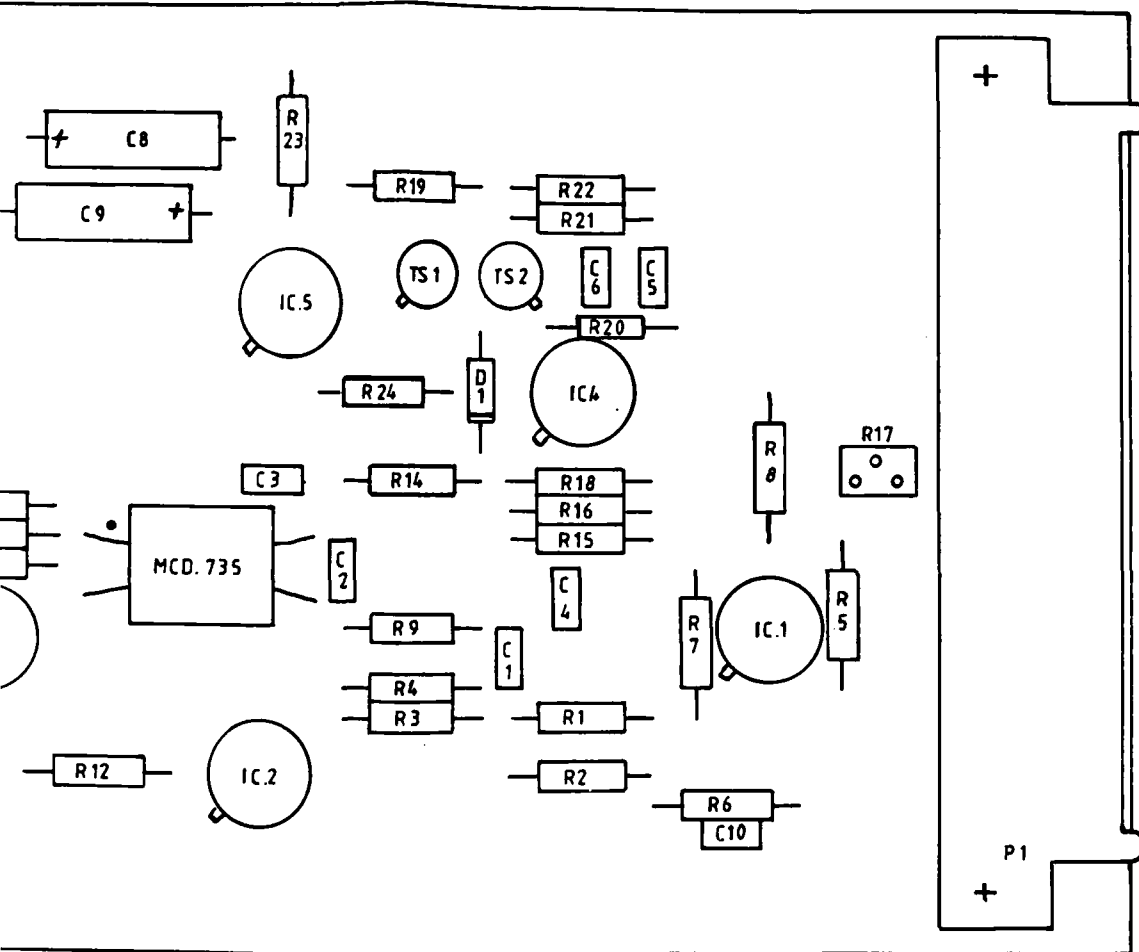 R
23
+ C8
R19
R22
C9 +
R21
TS1
TS2
C
6
C
5
IC.5
R20
D
1
R24
IC4
R17
R
8
C3
R14
R18
R16
R15
MCD. 735
C
2
C
4
R
5
R9
R
7
IC.1
C
1
R4
R3
R1
R12
IC.2
R2
R6
C10
+
P1
+